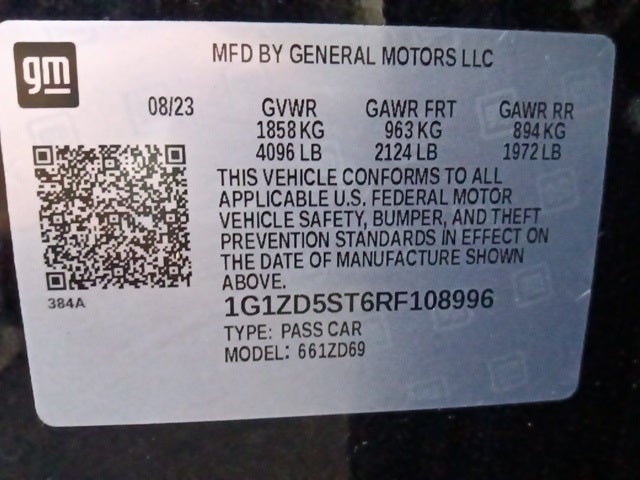 gm
MFD BY GENERAL MOTORS LLC
08/23 GVWR GAWR FRT GAWR RR
1858 KG 963 KG 894 KG
4096 LB 2124 LB 1972 LB
THIS VEHICLE CONFORMS TO ALL
APPLICABLE U.S. FEDERAL MOTOR
VEHICLE SAFETY, BUMPER, AND THEFT
PREVENTION STANDARDS IN EFFECT ON
THE DATE OF MANUFACTURE SHOWN
ABOVE.
384A
1G1ZD5ST6RF108996
TYPE: PASS CAR
MODEL: 661ZD69